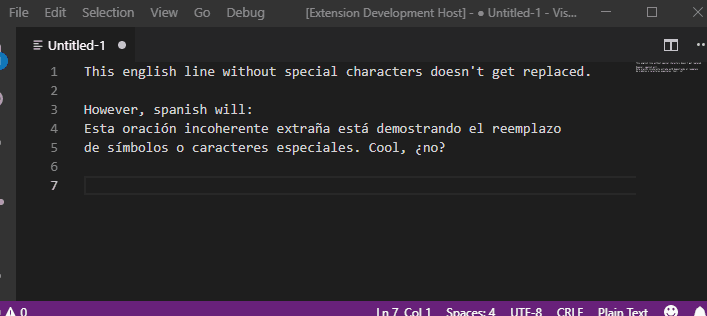 File Edit Selection View Go Debug [Extension Development Host] - ● Untitled-1 - Vis...
Untitled-1 ●
1 This english line without special characters doesn't get replaced.
2
3 However, spanish will:
4 Esta oración incoherente extraña está demostrando el reemplazo
5 de símbolos o caracteres especiales. Cool, ¿no?
6
7
0 Ln 7, Col 1 Spaces: 4 UTF-8 CRLF Plain Text